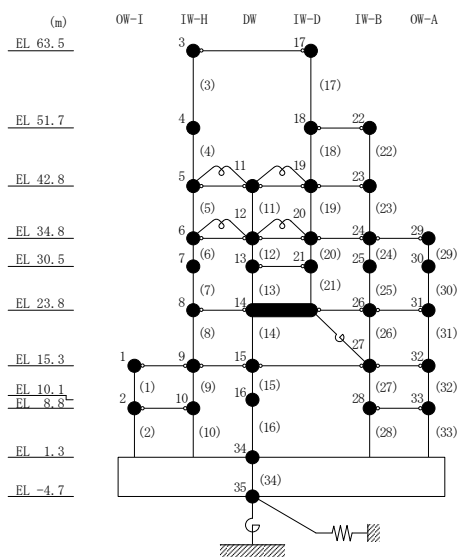 (m) OW-I IW-H DW IW-D IW-B OW-A
EL 63.5 3 17
(3) (17)
EL 51.7 4 18 22
(4) 11 (18) 19 (22)
EL 42.8 5 23
(5) 12 (11) 20 (19) (23)
EL 34.8 6 24 29
(6) (12) (20) (24) (29)
EL 30.5 7 13 21 25 30
(7) (13) (21) (25) (30)
EL 23.8 8 14 26 31
(8) (14) 27 (26) (31)
EL 15.3 1 9 15 32
(1) (9) (15) (27) (32)
EL 10.1 16
EL 8.8 2 10 28 33
(2) (10) (16) (28) (33)
EL 1.3 34
(34)
EL -4.7 35